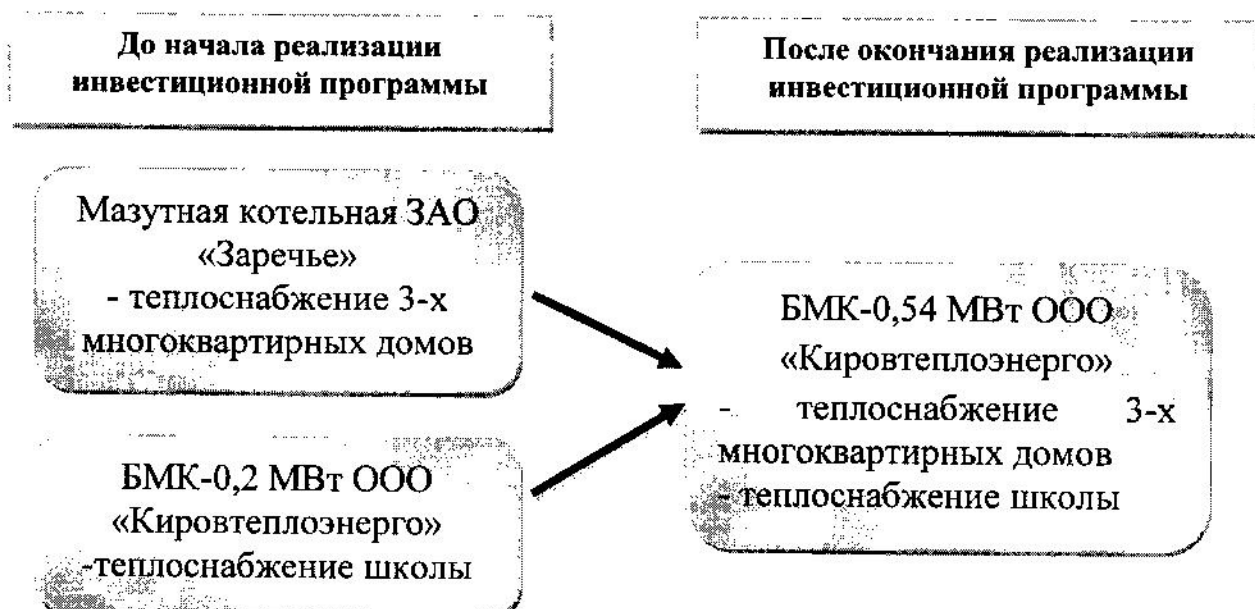 До начала реализации
инвестиционной программы
После окончания реализации
инвестиционной программы
Мазутная котельная ЗАО
«Заречье»
- теплоснабжение 3-х
многоквартирных домов
БМК-0,2 МВт ООО
«Кировтеплоэнерго»
-теплоснабжение школы
БМК-0,54 МВт ООО
«Кировтеплоэнерго»
- теплоснабжение 3-х
многоквартирных домов
- теплоснабжение школы